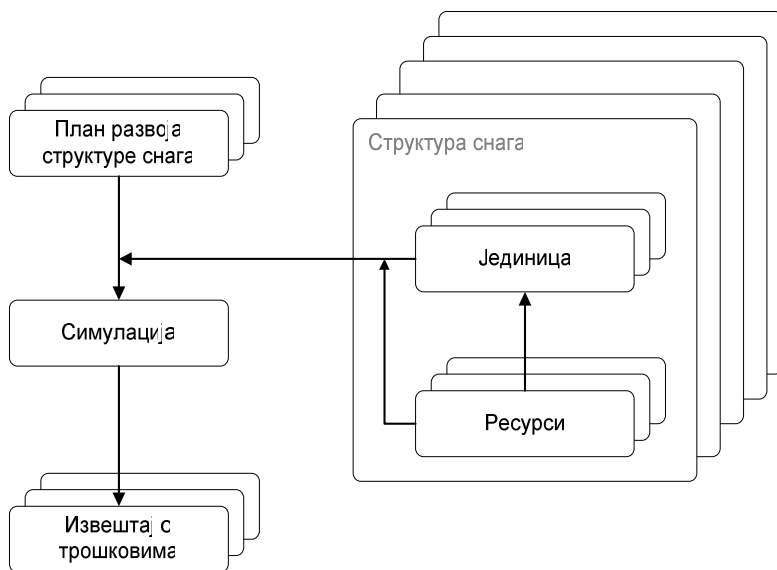 План развоја
структуре снага
Структура снага
Јединица
Симулација
Ресурси
Извештај о
трошковима